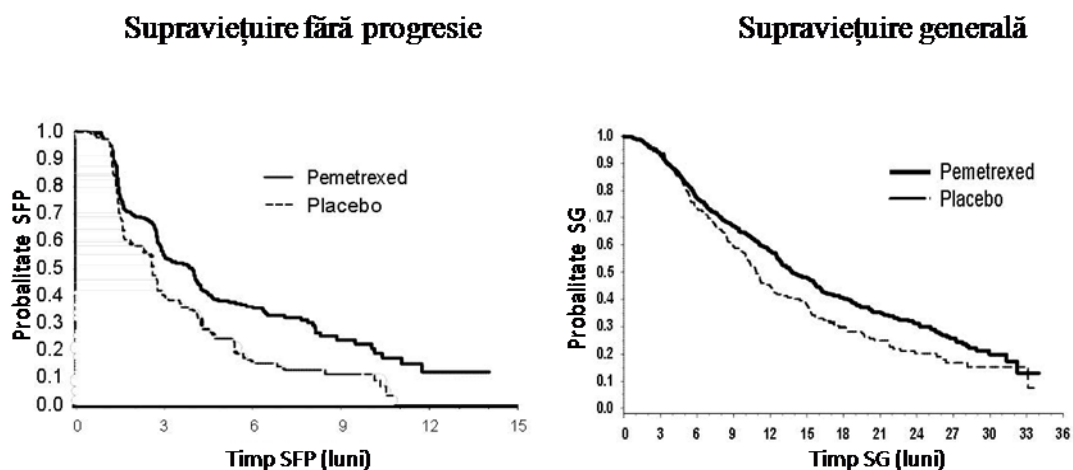 Supraviețuire fără progresie
Supraviețuire generală
Probalitate SFP
1.0
0.9
0.8
0.7
0.6
0.5
0.4
0.3
0.2
0.1
0.0
Pemetrexed
Placebo
0 3 6 9 12 15
Timp SFP (luni)
Probalitate SG
1.0
0.9
0.8
0.7
0.6
0.5
0.4
0.3
0.2
0.1
0.0
Pemetrexed
Placebo
0 3 6 9 12 15 18 21 24 27 30 33 36
Timp SG (luni)